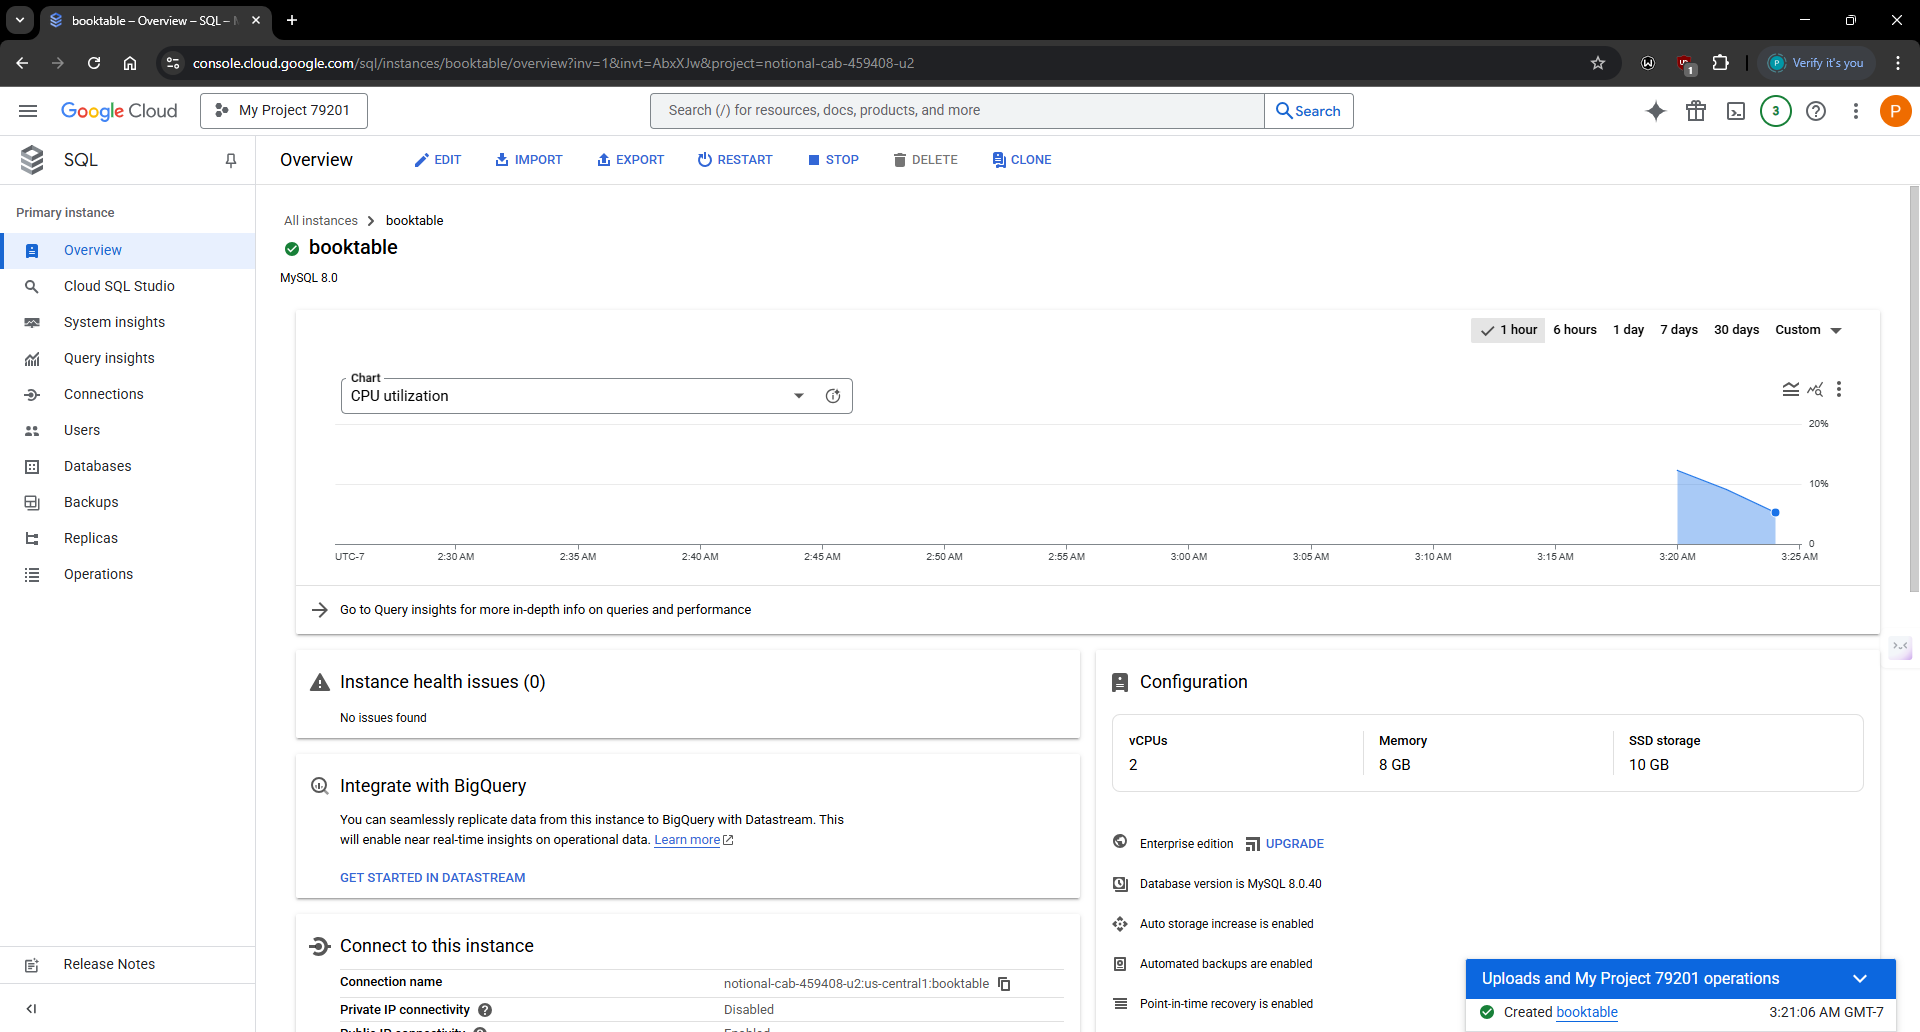 booktable – Overview – SQL –
console.cloud.google.com/sql/instances/booktable/overview?inv=1&invt=AbxXJw&project=notional-cab-459408-u2
1
Verify it's you
Google Cloud
My Project 79201
Search (/) for resources, docs, products, and more
Search
3
P
SQL
Overview
EDIT
IMPORT
EXPORT
RESTART
STOP
DELETE
CLONE
Primary instance
Overview
Cloud SQL Studio
System insights
Query insights
Connections
Users
Databases
Backups
Replicas
Operations
Release Notes
All instances > booktable
booktable
MySQL 8.0
1 hour
6 hours
1 day
7 days
30 days
Custom
Chart
CPU utilization
20%
10%
0
UTC-7
2:30 AM
2:35 AM
2:40 AM
2:45 AM
2:50 AM
2:55 AM
3:00 AM
3:05 AM
3:10 AM
3:15 AM
3:20 AM
3:25 AM
Go to Query insights for more in-depth info on queries and performance
Instance health issues (0)
No issues found
Integrate with BigQuery
You can seamlessly replicate data from this instance to BigQuery with Datastream. This
will enable near real-time insights on operational data. Learn more
GET STARTED IN DATASTREAM
Connect to this instance
Connection name
notional-cab-459408-u2:us-central1:booktable
Private IP connectivity
Disabled
Public IP connectivity
Enabled
Configuration
vCPUs
2
Memory
8 GB
SSD storage
10 GB
Enterprise edition
UPGRADE
Database version is MySQL 8.0.40
Auto storage increase is enabled
Automated backups are enabled
Point-in-time recovery is enabled
Uploads and My Project 79201 operations
Created booktable
3:21:06 AM GMT-7